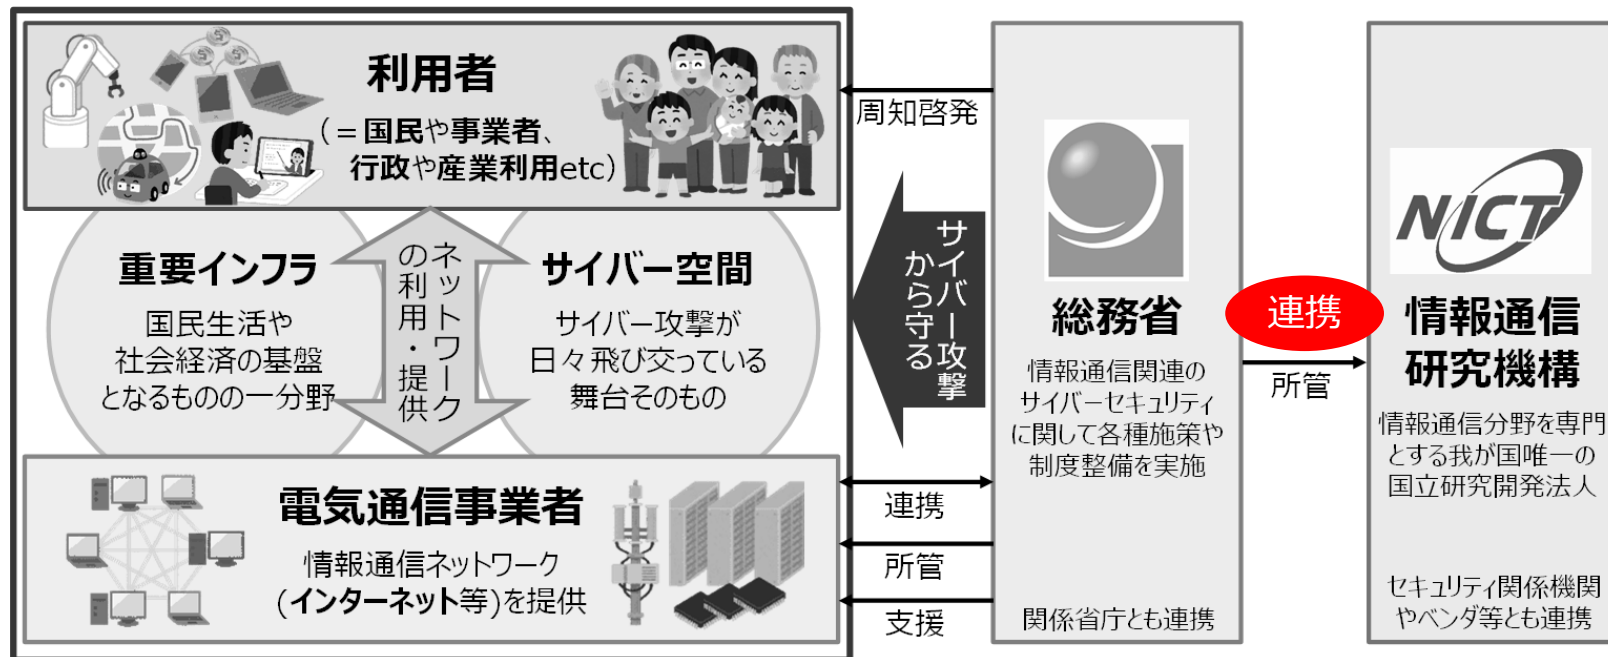 利用者
(=国民や事業者、
行政や産業利用etc)
重要インフラ
国民生活や
社会経済の基盤
となるものの一分野
ネットワーク
の利用・提供
サイバー空間
サイバー攻撃が
日々飛び交っている
舞台そのもの
電気通信事業者
情報通信ネットワーク
(インターネット等)を提供
周知啓発
サイバー攻撃
から守る
連携
所管
支援
総務省
情報通信関連の
サイバーセキュリティ
に関して各種施策や
制度整備を実施
関係省庁とも連携
連携
所管
NICT
情報通信
研究機構
情報通信分野を専門
とする我が国唯一の
国立研究開発法人
セキュリティ関係機関
やベンダ等とも連携